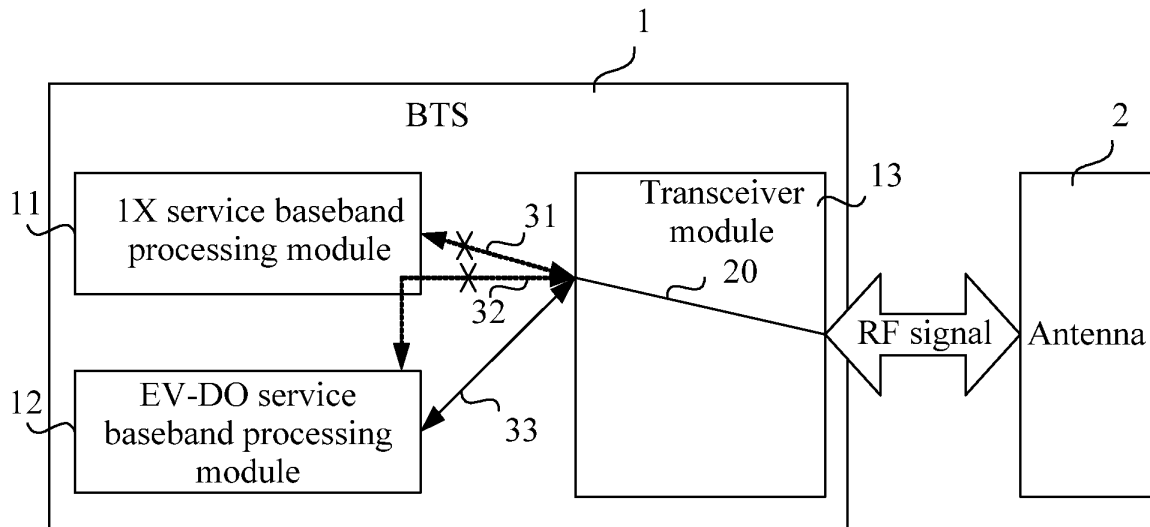 1
BTS
2
11
1X service baseband
processing module
31
Transceiver
module
13
20
32
RF signal
Antenna
12
EV-DO service
baseband processing
module
33